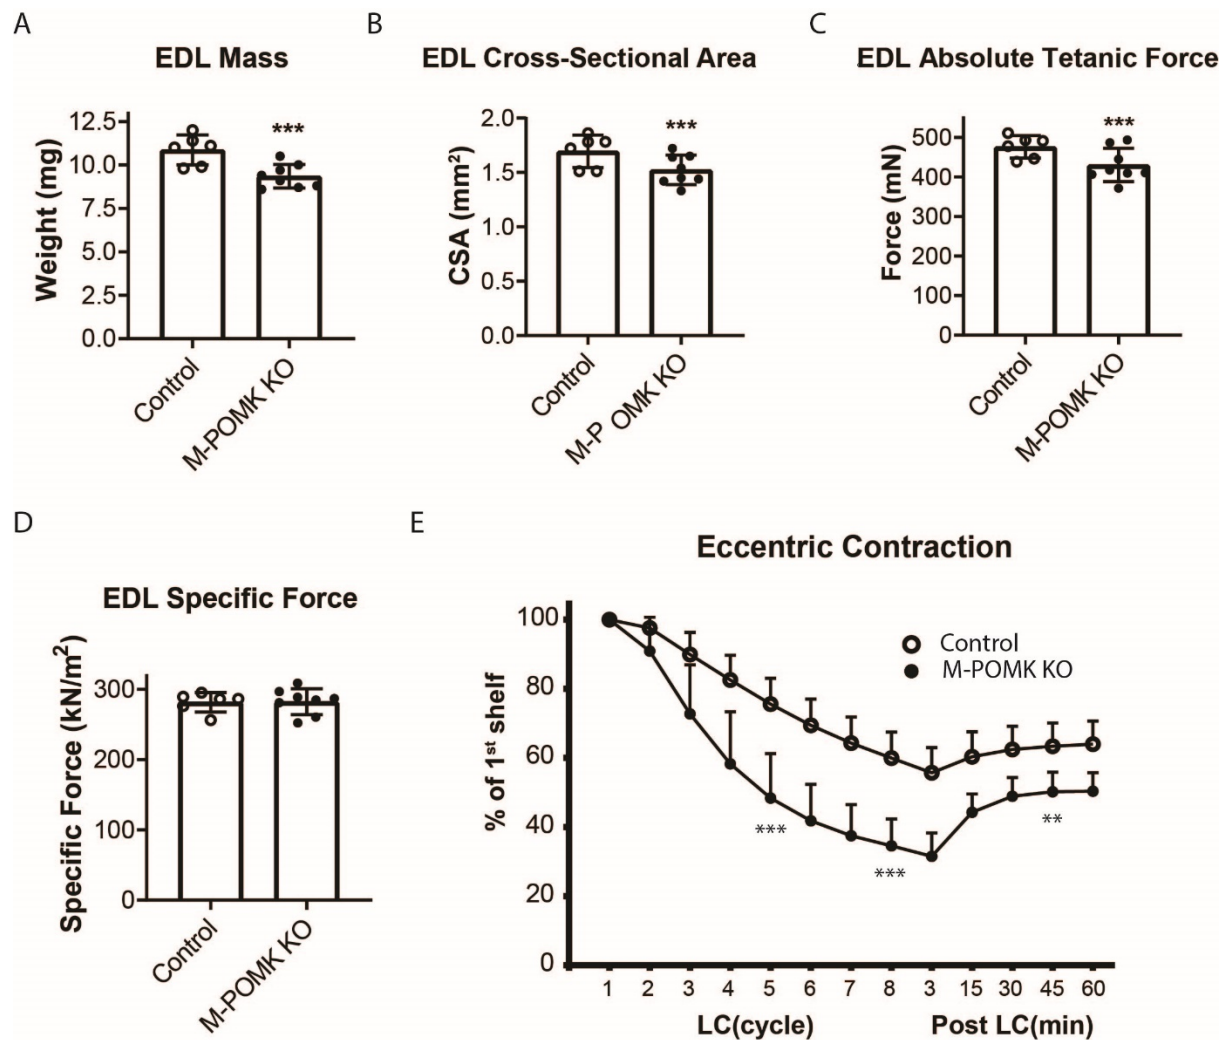 A
EDL Mass
Weight (mg)
12.5
10.0
7.5
5.0
2.5
0.0
***
Control
M-POMK KO
B
EDL Cross-Sectional Area
CSA (mm²)
2.0
1.5
1.0
0.5
0.0
***
Control
M-P OMK KO
C
EDL Absolute Tetanic Force
Force (mN)
500
400
300
200
100
0
***
Control
M-POMK KO
D
EDL Specific Force
Specific Force (kN/m²)
300
200
100
0
Control
M-POMK KO
E
Eccentric Contraction
% of 1st shelf
100
80
60
40
20
0
Control
M-POMK KO
***
***
**
1 2 3 4 5 6 7 8 3 15 30 45 60
LC(cycle) Post LC(min)